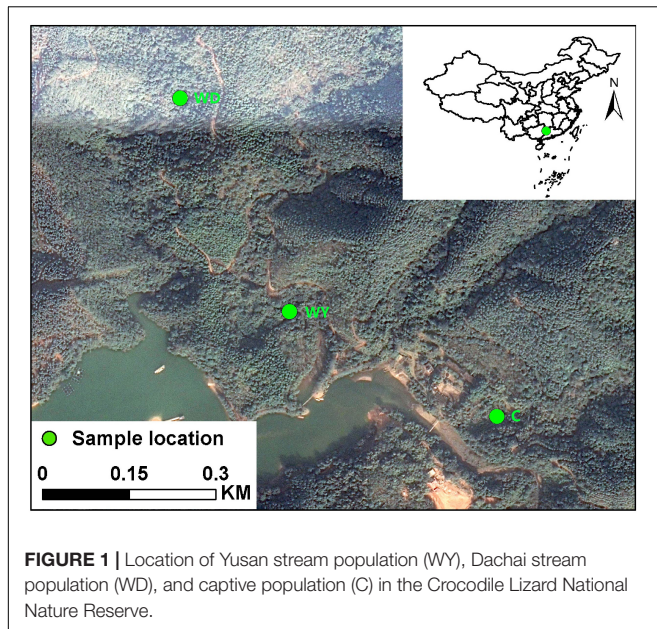 WD
N
WY
C
Sample location
0 0.15 0.3
KM
FIGURE 1 | Location of Yusan stream population (WY), Dachai stream
population (WD), and captive population (C) in the Crocodile Lizard National
Nature Reserve.